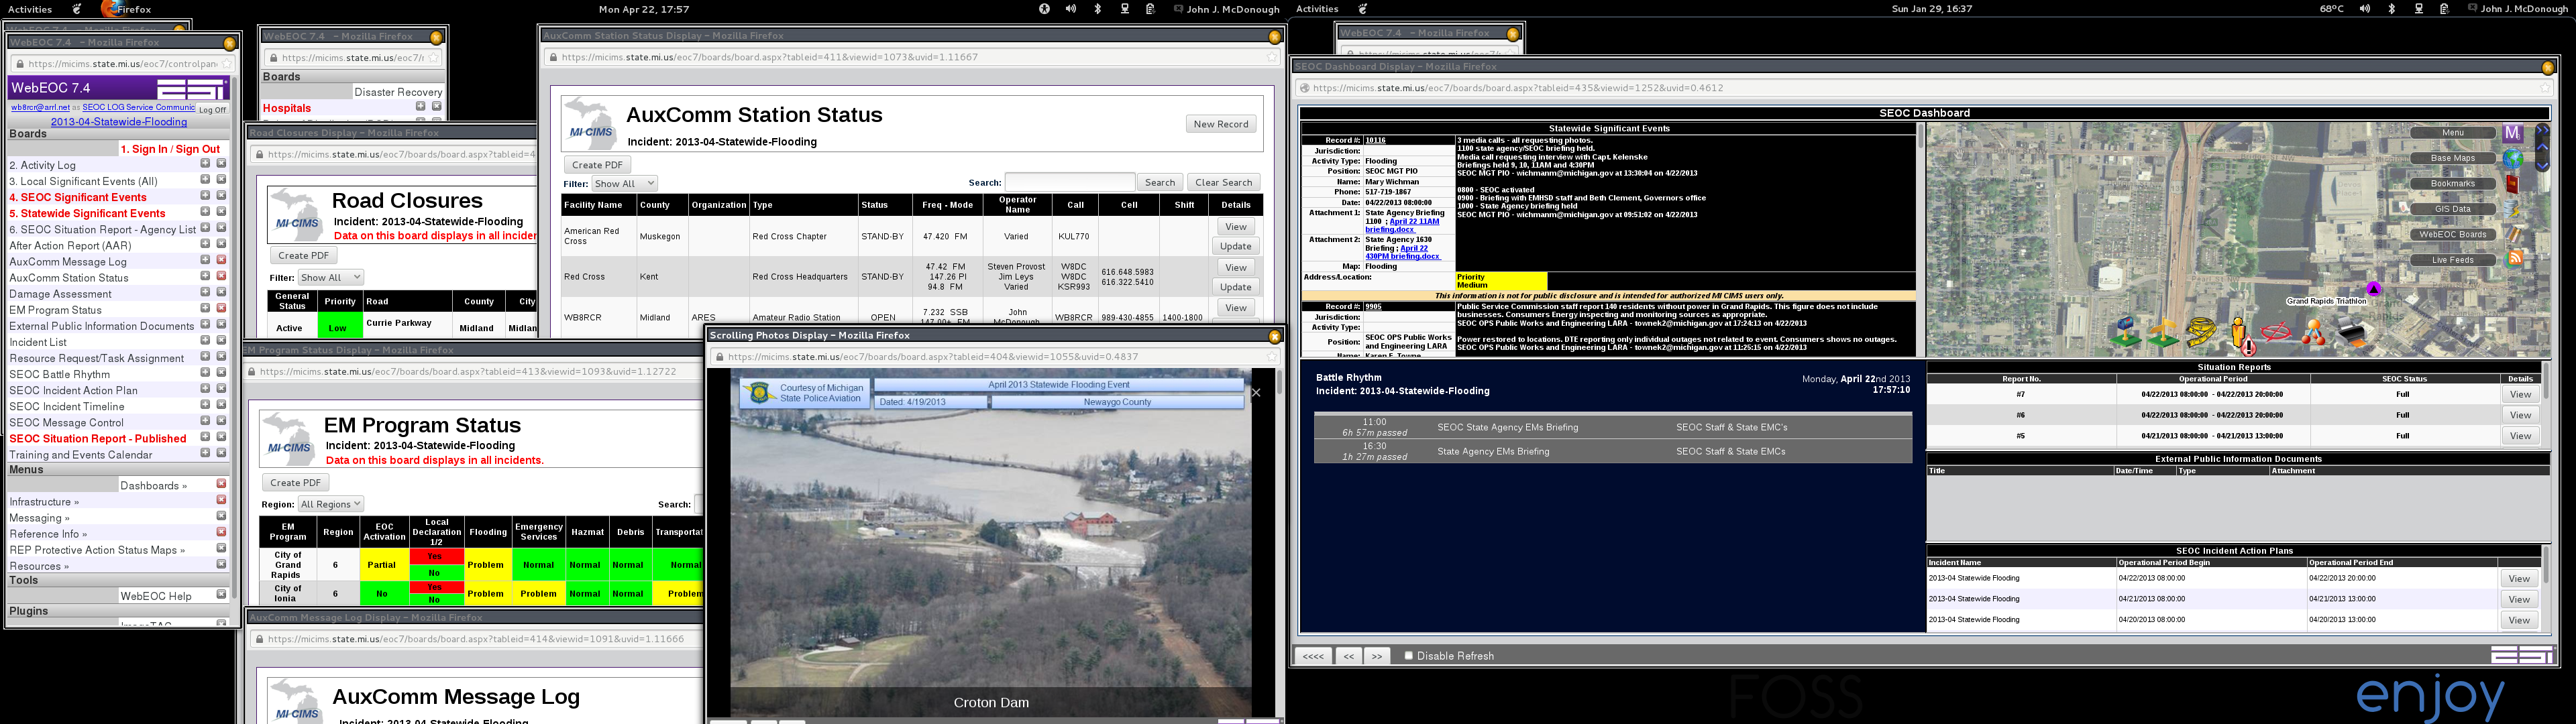 Activities
Firefox
Mon Apr 22, 17:57
John J. McDonough
Activities
Sun Jan 29, 16:37
68°C
John J. McDonough
WebEOC 7.4 - Mozilla Firefox
https://micims.state.mi.us/eoc7/controlpan
WebEOC 7.4
ESi
wb8rcr@arrl.net as SEOC LOG Service Communic
Log Off
2013-04-Statewide-Flooding
Boards
1. Sign In / Sign Out
2. Activity Log
3. Local Significant Events (All)
4. SEOC Significant Events
5. Statewide Significant Events
6. SEOC Situation Report - Agency List
After Action Report (AAR)
AuxComm Message Log
AuxComm Station Status
Damage Assessment
EM Program Status
External Public Information Documents
Incident List
Resource Request/Task Assignment
SEOC Battle Rhythm
SEOC Incident Action Plan
SEOC Incident Timeline
SEOC Message Control
SEOC Situation Report - Published
Training and Events Calendar
Menus
Dashboards »
Infrastructure »
Messaging »
Reference Info »
REP Protective Action Status Maps »
Resources »
Tools
WebEOC Help
Plugins
WebEOC 7.4 - Mozilla Firefox
https://micims.state.mi.us/eoc7/
Boards
Disaster Recovery
Hospitals
Road Closures Display - Mozilla Firefox
https://micims.state.mi.us/eoc7/boards/board.aspx?tableid=4
MI-CIMS
Road Closures
Incident: 2013-04-Statewide-Flooding
Data on this board displays in all inciden
Create PDF
Filter: Show All
General Status Priority Road County City
Active Low Currie Parkway Midland Midlan
EM Program Status Display - Mozilla Firefox
https://micims.state.mi.us/eoc7/boards/board.aspx?tableid=413&viewid=1093&uvid=1.12722
MI-CIMS
EM Program Status
Incident: 2013-04-Statewide-Flooding
Data on this board displays in all incidents.
Create PDF
Region: All Regions
Search:
EM Program Region EOC Activation Local Declaration 1/2 Flooding Emergency Services Hazmat Debris Transportat
City of Grand Rapids 6 Partial Yes No Problem Normal Normal Normal Norma
City of Ionia 6 No Yes No Problem Problem Normal Normal Problem
AuxComm Message Log Display - Mozilla Firefox
https://micims.state.mi.us/eoc7/boards/board.aspx?tableid=414&viewid=1091&uvid=1.11666
MI-CIMS
AuxComm Message Log
Incident: 2013-04-Statewide-Flooding
AuxComm Station Status Display - Mozilla Firefox
https://micims.state.mi.us/eoc7/boards/board.aspx?tableid=411&viewid=1073&uvid=1.11667
MI-CIMS
AuxComm Station Status
Incident: 2013-04-Statewide-Flooding
New Record
Create PDF
Filter: Show All
Search:
Search
Clear Search
Facility Name County Organization Type Status Freq - Mode Operator Name Call Cell Shift Details
American Red Cross Muskegon Red Cross Chapter STAND-BY 47.420 FM Varied KUL770 View Update
Red Cross Kent Red Cross Headquarters STAND-BY 47.42 FM 147.26 PI 94.8 FM Steven Provost Jim Leys Varied W8DC W8DC KSR993 616.648.5983 616.322.5410 View Update
WB8RCR Midland ARES Amateur Radio Station OPEN 7.232 SSB John McDonough WB8RCR 989-430-4855 1400-1800 View
Scrolling Photos Display - Mozilla Firefox
https://micims.state.mi.us/eoc7/boards/board.aspx?tableid=404&viewid=1055&uvid=0.4837
Courtesy of Michigan State Police Aviation
April 2013 Statewide Flooding Event
Dated: 4/19/2013
Newaygo County
Croton Dam
WebEOC 7.4 - Mozilla Firefox
SEOC Dashboard Display - Mozilla Firefox
https://micims.state.mi.us/eoc7/boards/board.aspx?tableid=435&viewid=1252&uvid=0.4612
SEOC Dashboard
Statewide Significant Events
Record #: 10116
Jurisdiction:
Activity Type: Flooding
Position: SEOC MGT PIO
Name: Mary Wichman
Phone: 517-719-1867
Date: 04/22/2013 08:00:00
Attachment 1: State Agency Briefing 1100 ; April 22 11AM briefing.docx
Attachment 2: State Agency 1630 Briefing ; April 22 430PM briefing.docx
Map: Flooding
Address/Location:
Priority
Medium
3 media calls - all requesting photos.
1100 state agency/SEOC briefing held.
Media call requesting interview with Capt. Kelenske
Briefings held 9, 10, 11AM and 4:30PM
SEOC MGT PIO - wichmanm@michigan.gov at 13:30:04 on 4/22/2013
0800 - SEOC activated
0900 - Briefing with EMHSD staff and Beth Clement, Governors office
1000 - State Agency briefing held
SEOC MGT PIO - wichmanm@michigan.gov at 09:51:02 on 4/22/2013
This information is not for public disclosure and is intended for authorized MI CIMS users only.
Record #: 9905
Jurisdiction:
Activity Type:
Position: SEOC OPS Public Works and Engineering LARA
Name: Karen E. Towne
Public Service Commission staff report 140 residents without power in Grand Rapids. This figure does not include businesses. Consumers Energy inspecting and monitoring sources as appropriate.
SEOC OPS Public Works and Engineering LARA - townek2@michigan.gov at 17:24:13 on 4/22/2013
Power restored to locations. DTE reporting only individual outages not related to event. Consumers shows no outages.
SEOC OPS Public Works and Engineering LARA - townek2@michigan.gov at 11:25:15 on 4/22/2013
Menu
M
Base Maps
Bookmarks
GIS Data
WebEOC Boards
Live Feeds
Grand Rapids Triathlon
Battle Rhythm
Incident: 2013-04-Statewide-Flooding
Monday, April 22nd 2013
17:57:10
11:00
6h 57m passed
SEOC State Agency EMs Briefing
SEOC Staff & State EMC's
16:30
1h 27m passed
State Agency EMs Briefing
SEOC Staff & State EMCs
Situation Reports
Report No. Operational Period SEOC Status Details
#7 04/22/2013 08:00:00 - 04/22/2013 20:00:00 Full View
#6 04/22/2013 08:00:00 - 04/22/2013 20:00:00 Full View
#5 04/21/2013 08:00:00 - 04/21/2013 13:00:00 Full View
External Public Information Documents
Title Date/Time Type Attachment
SEOC Incident Action Plans
Incident Name Operational Period Begin Operational Period End
2013-04 Statewide Flooding 04/22/2013 08:00:00 04/22/2013 20:00:00 View
2013-04 Statewide Flooding 04/21/2013 08:00:00 04/21/2013 13:00:00 View
2013-04 Statewide Flooding 04/20/2013 08:00:00 04/20/2013 13:00:00 View
<<<<
<<
>>
Disable Refresh
ESi
FOSS
enjoy